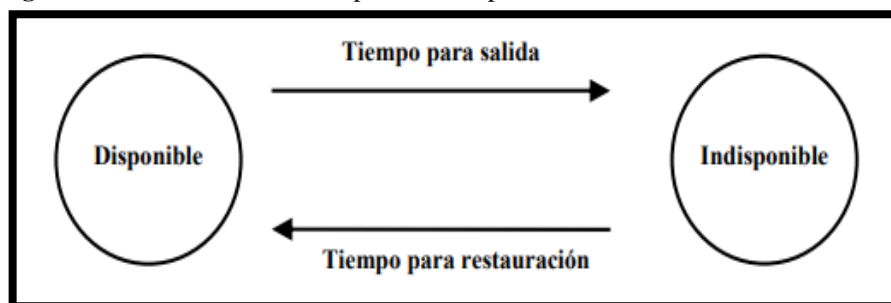 Tiempo para salida
Disponible
Indisponible
Tiempo para restauración